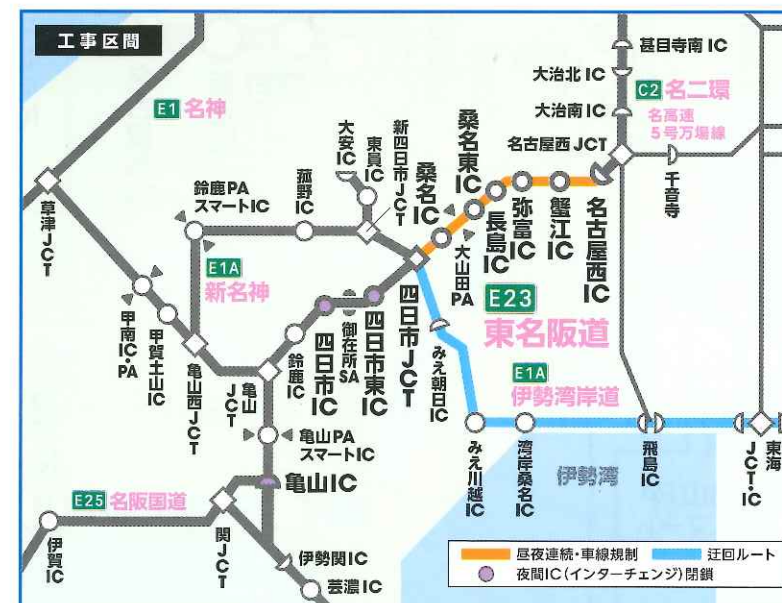 工事区間
甚目寺南IC
大治北IC
C2 名二環
大治南IC
名高速
5号万場線
名古屋西JCT
千音寺
E1 名神
草津JCT
大安IC
東員IC
新四日市JCT
桑名IC
桑名東IC
長島IC
弥富IC
蟹江IC
名古屋西IC
鈴鹿PA
スマートIC
菰野IC
大山田PA
E1A
新名神
E23
東名阪道
四日市JCT
四日市東IC
御在所SA
四日市IC
鈴鹿IC
みえ朝日IC
E1A
伊勢湾岸道
甲南IC・PA
甲賀土山IC
亀山西JCT
亀山JCT
亀山PA
スマートIC
みえ川越IC
湾岸桑名IC
伊勢湾
飛島IC
東海JCT・IC
亀山IC
E25 名阪国道
伊賀IC
関JCT
伊勢関IC
芸濃IC
昼夜連続・車線規制
迂回ルート
夜間IC(インターチェンジ)閉鎖